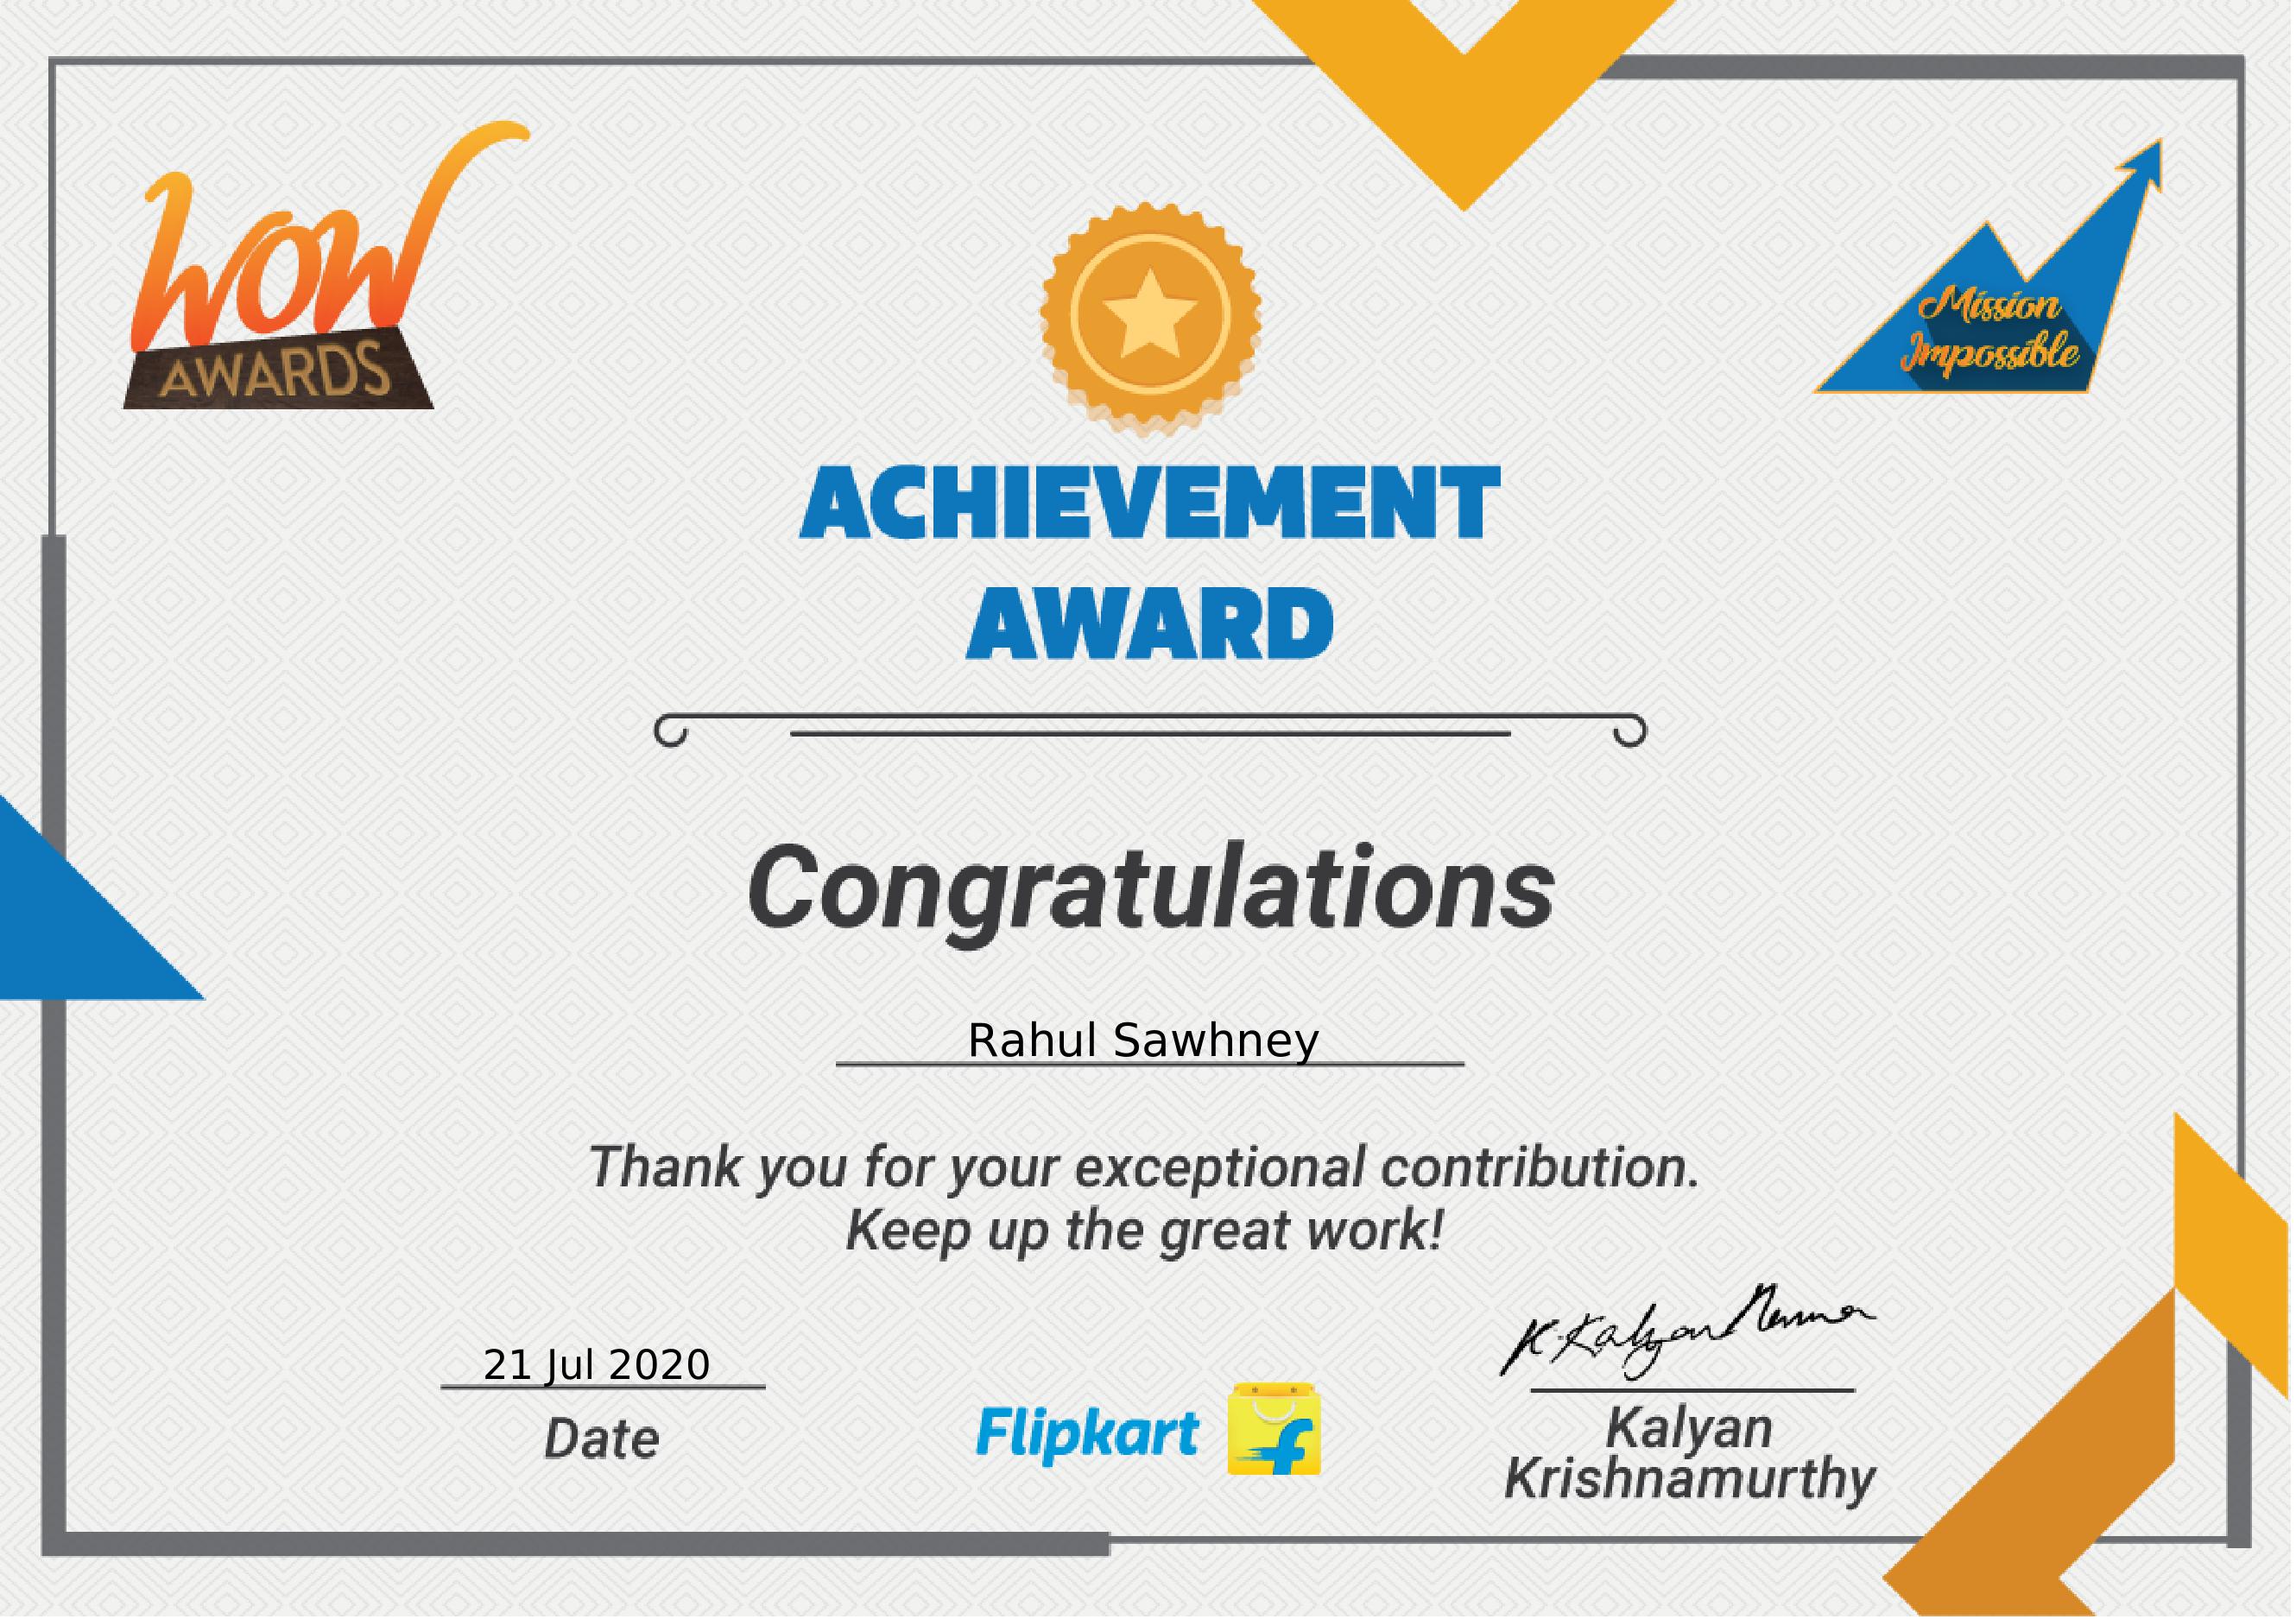 WOW
AWARDS
Mission
Impossible
ACHIEVEMENT
AWARD
Congratulations
Rahul Sawhney
Thank you for your exceptional contribution.
Keep up the great work!
K Kalyan
21 Jul 2020
Date
Flipkart f
Kalyan
Krishnamurthy